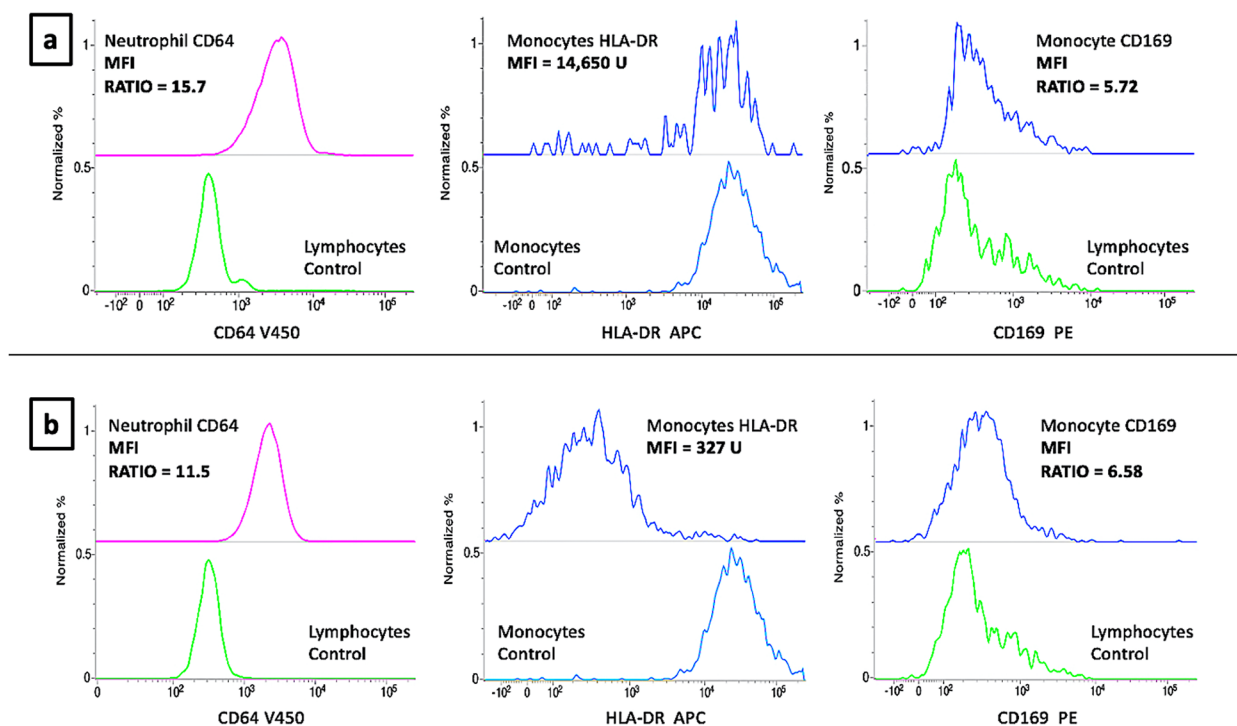 a
Neutrophil CD64
MFI
RATIO = 15.7
Normalized %
1
0.5
0
Lymphocytes
Control
-10² 0 10² 10³ 10⁴ 10⁵
CD64 V450
Monocytes HLA-DR
MFI = 14,650 U
Normalized %
1
0.5
0
Monocytes
Control
-10² 0 10² 10³ 10⁴ 10⁵
HLA-DR APC
Monocyte CD169
MFI
RATIO = 5.72
Normalized %
1
0.5
0
Lymphocytes
Control
-10² 0 10² 10³ 10⁴ 10⁵
CD169 PE
b
Neutrophil CD64
MFI
RATIO = 11.5
Normalized %
1
0.5
0
Lymphocytes
Control
0 10² 10³ 10⁴ 10⁵
CD64 V450
Monocytes HLA-DR
MFI = 327 U
Normalized %
1
0.5
0
Monocytes
Control
-10² 0 10² 10³ 10⁴ 10⁵
HLA-DR APC
Monocyte CD169
MFI
RATIO = 6.58
Normalized %
1
0.5
0
Lymphocytes
Control
-10² 0 10² 10³ 10⁴ 10⁵
CD169 PE